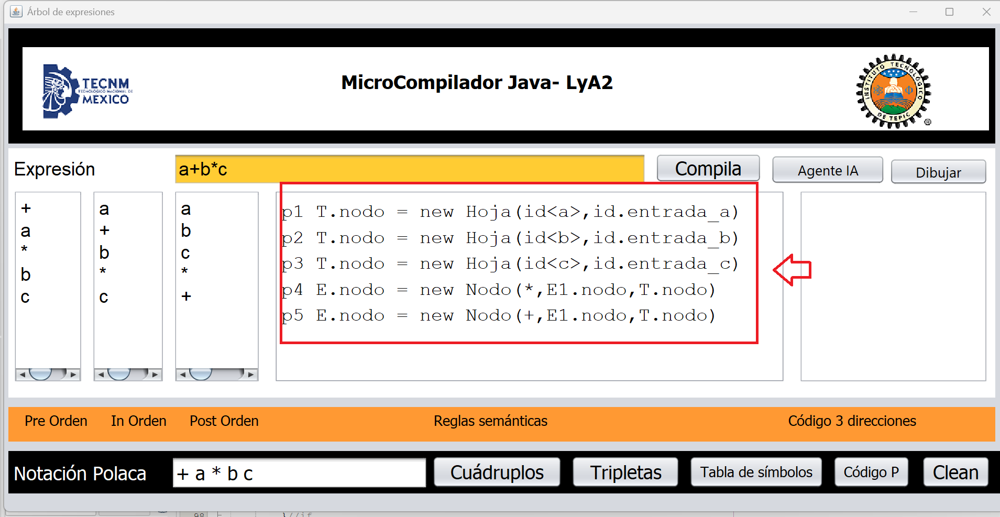 Árbol de expresiones
TECNM
TECNOLÓGICO NACIONAL DE
MÉXICO
MicroCompilador Java- LyA2
INSTITUTO TECNOLÓGICO
DE TEPIC
®
Expresión
a+b*c
Compila
Agente IA
Dibujar
+
a
*
b
c
a
+
b
*
c
a
b
c
*
+
p1 T.nodo = new Hoja(id<a>,id.entrada_a)
p2 T.nodo = new Hoja(id<b>,id.entrada_b)
p3 T.nodo = new Hoja(id<c>,id.entrada_c)
p4 E.nodo = new Nodo(*,E1.nodo,T.nodo)
p5 E.nodo = new Nodo(+,E1.nodo,T.nodo)
Pre Orden
In Orden
Post Orden
Reglas semánticas
Código 3 direcciones
Notación Polaca
+ a * b c
Cuádruplos
Tripletas
Tabla de símbolos
Código P
Clean
98
}//if